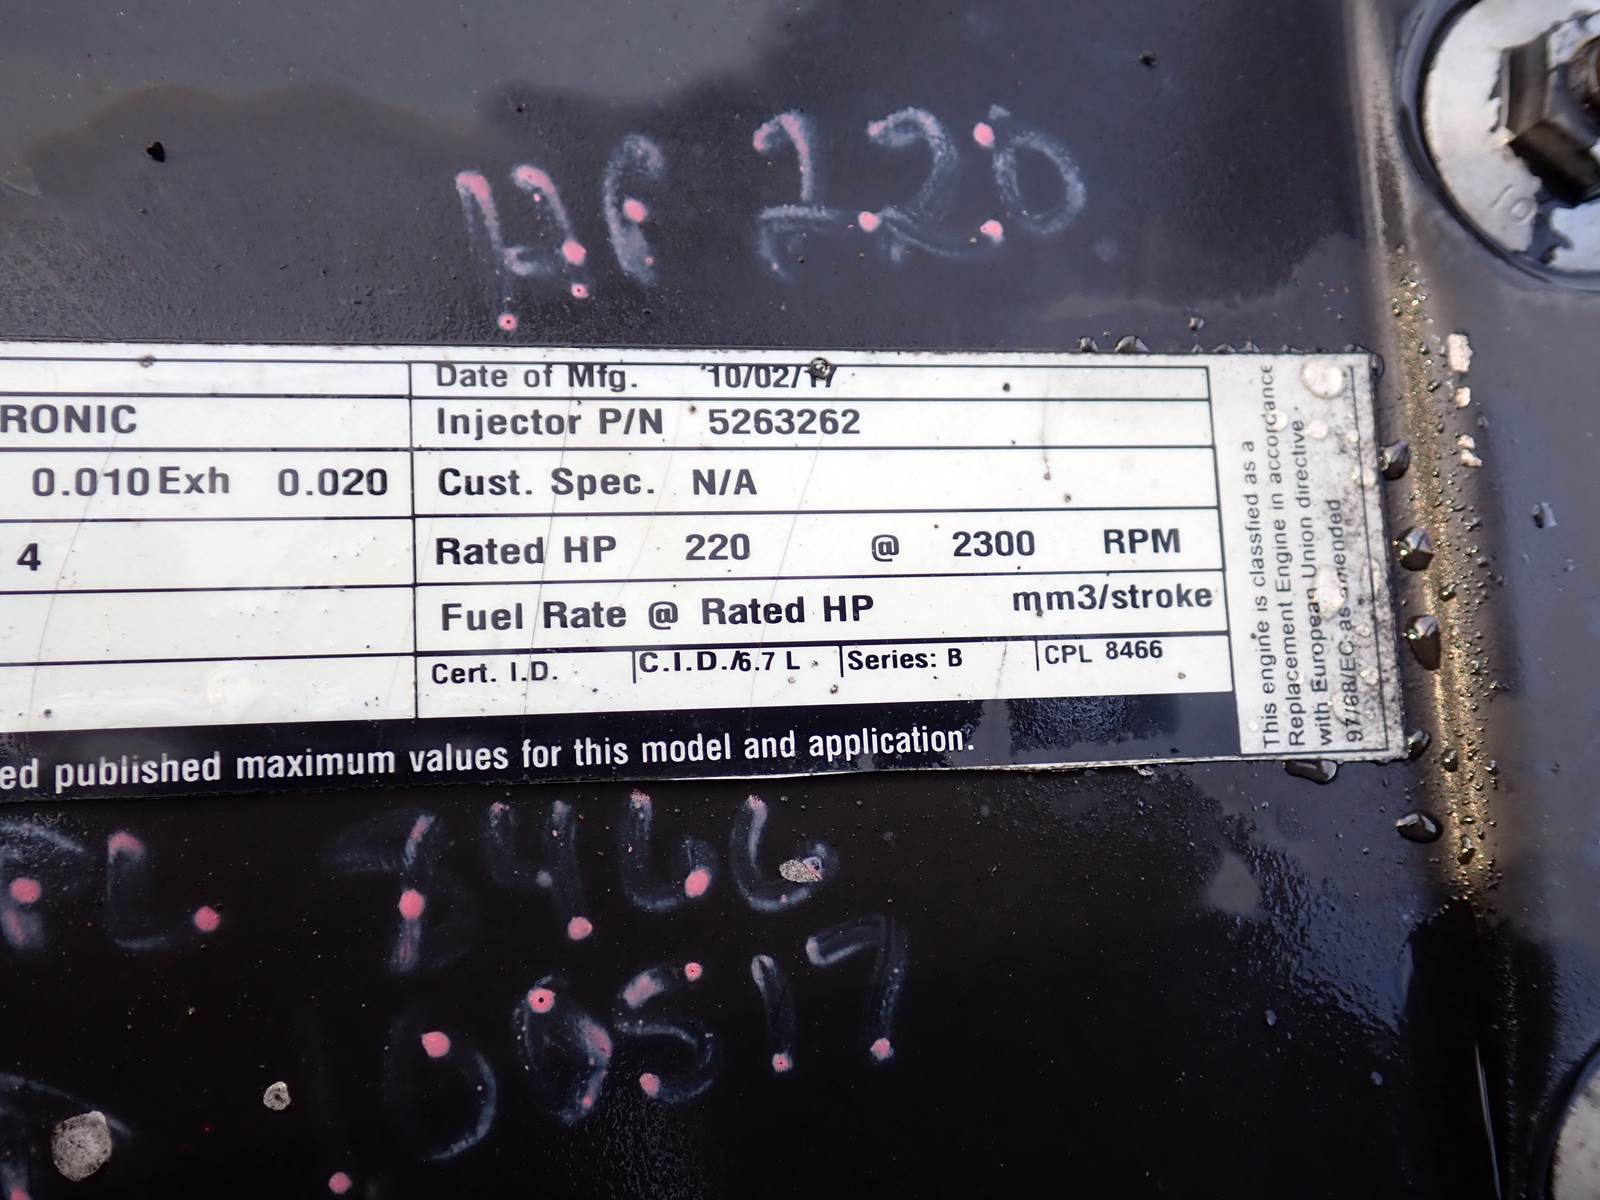 HP 220
Date of Mfg. 10/02/17
RONIC Injector P/N 5263262
0.010 Exh 0.020 Cust. Spec. N/A
4 Rated HP 220 @ 2300 RPM
Fuel Rate @ Rated HP mm3/stroke
Cert. I.D. C.I.D./6.7 L Series: B CPL 8466
ed published maximum values for this model and application.
This engine is classified as a
Replacement Engine in accordance
with European Union directive
97/68/EC as amended
PL 8466
100517